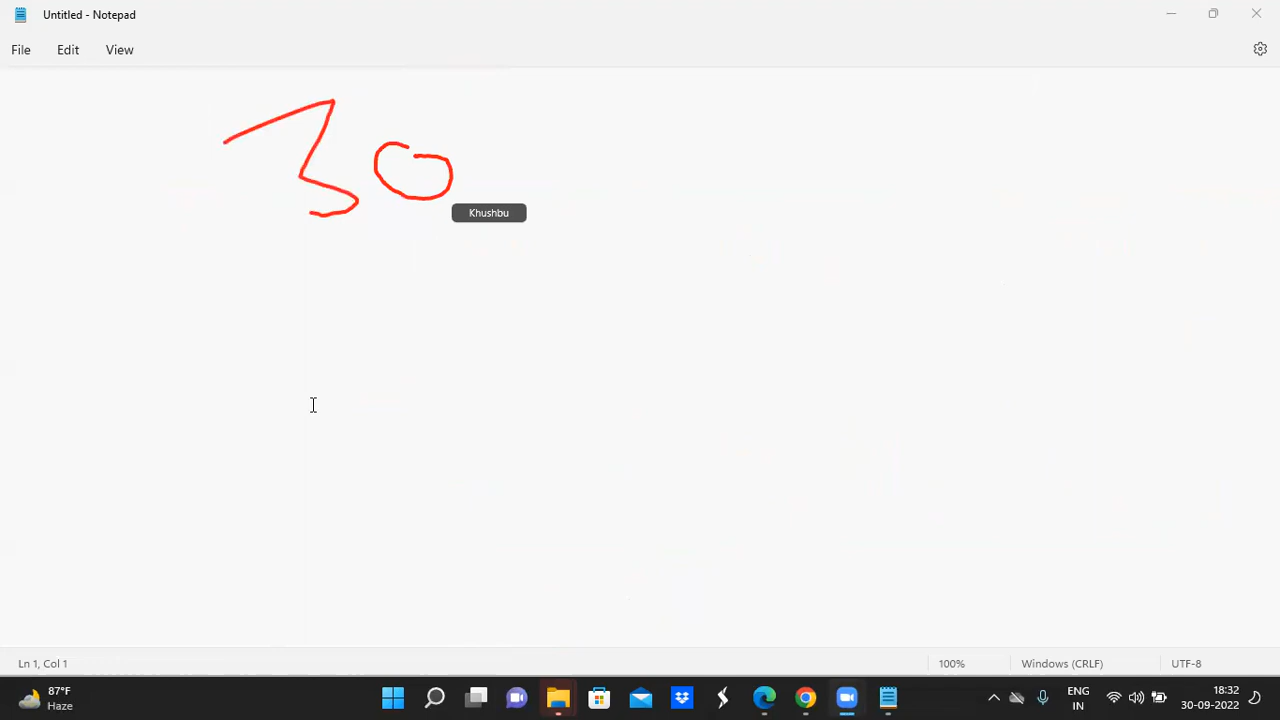 Untitled - Notepad
File Edit View
30
Khushbu
Ln 1, Col 1 100% Windows (CRLF) UTF-8
87°F
Haze
ENG
IN
18:32
30-09-2022